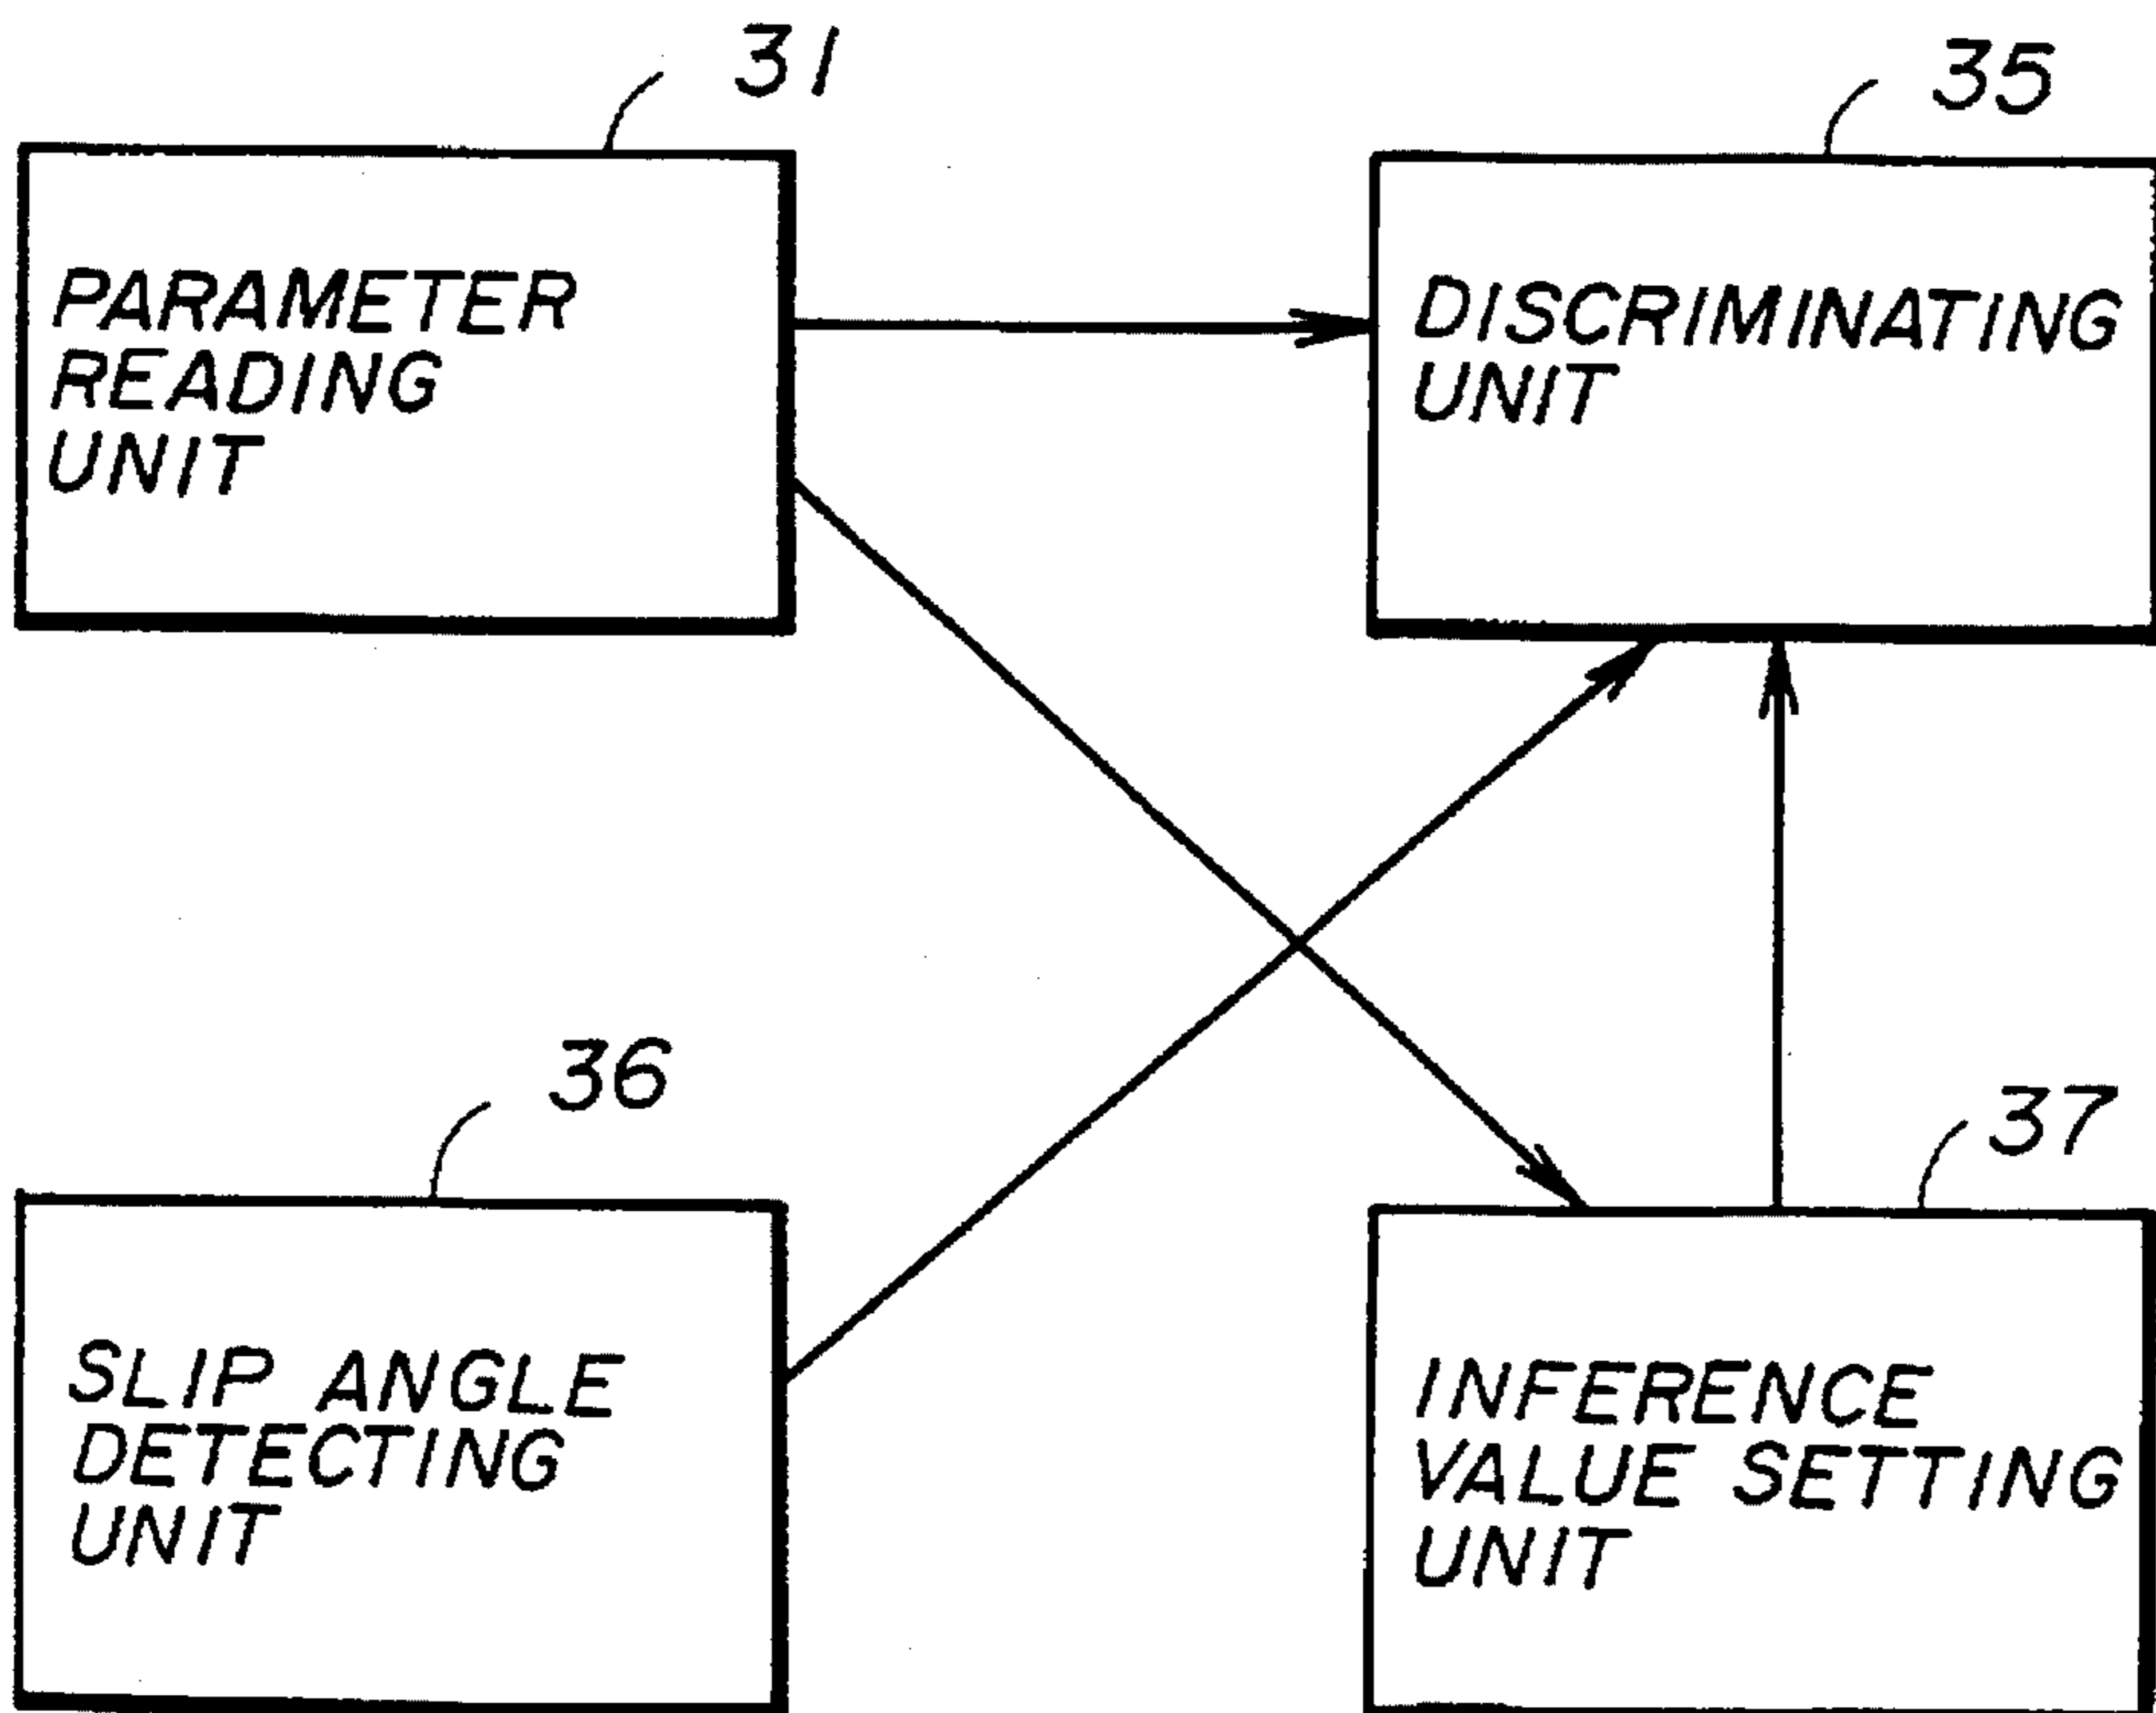 31
PARAMETER
READING
UNIT
35
DISCRIMINATING
UNIT
36
SLIP ANGLE
DETECTING
UNIT
37
INFERENCE
VALUE SETTING
UNIT